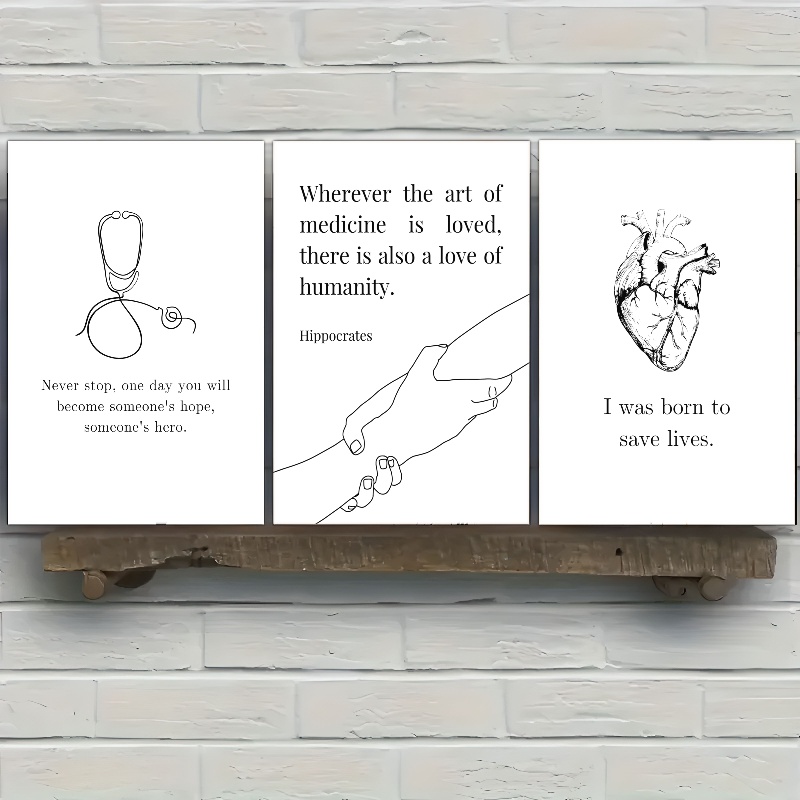 Never stop, one day you will
become someone's hope,
someone's hero.
Wherever the art of
medicine is loved,
there is also a love of
humanity.
Hippocrates
I was born to
save lives.